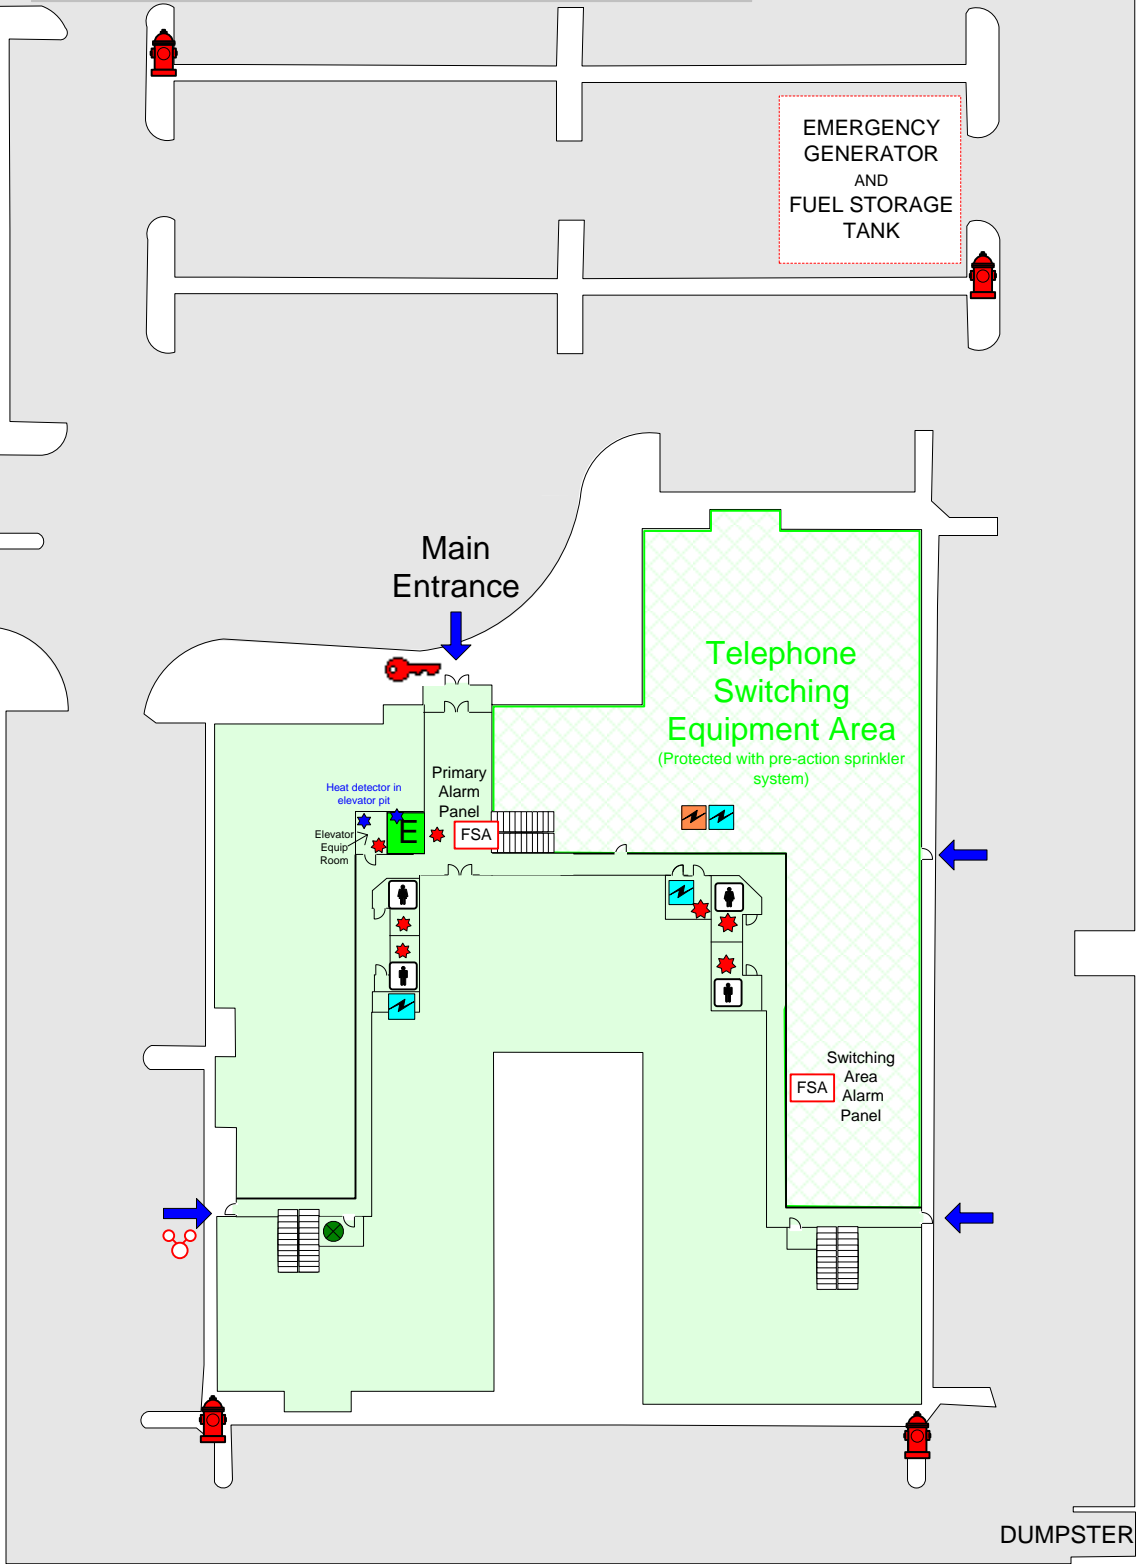 EMERGENCY
GENERATOR
AND
FUEL STORAGE
TANK
Main
Entrance
Telephone
Switching
Equipment Area
(Protected with pre-action sprinkler
system)
Primary
Alarm
Panel
FSA
Heat detector in
elevator pit
Elevator
Equip
Room
E
Switching
Area
Alarm
Panel
FSA
DUMPSTER